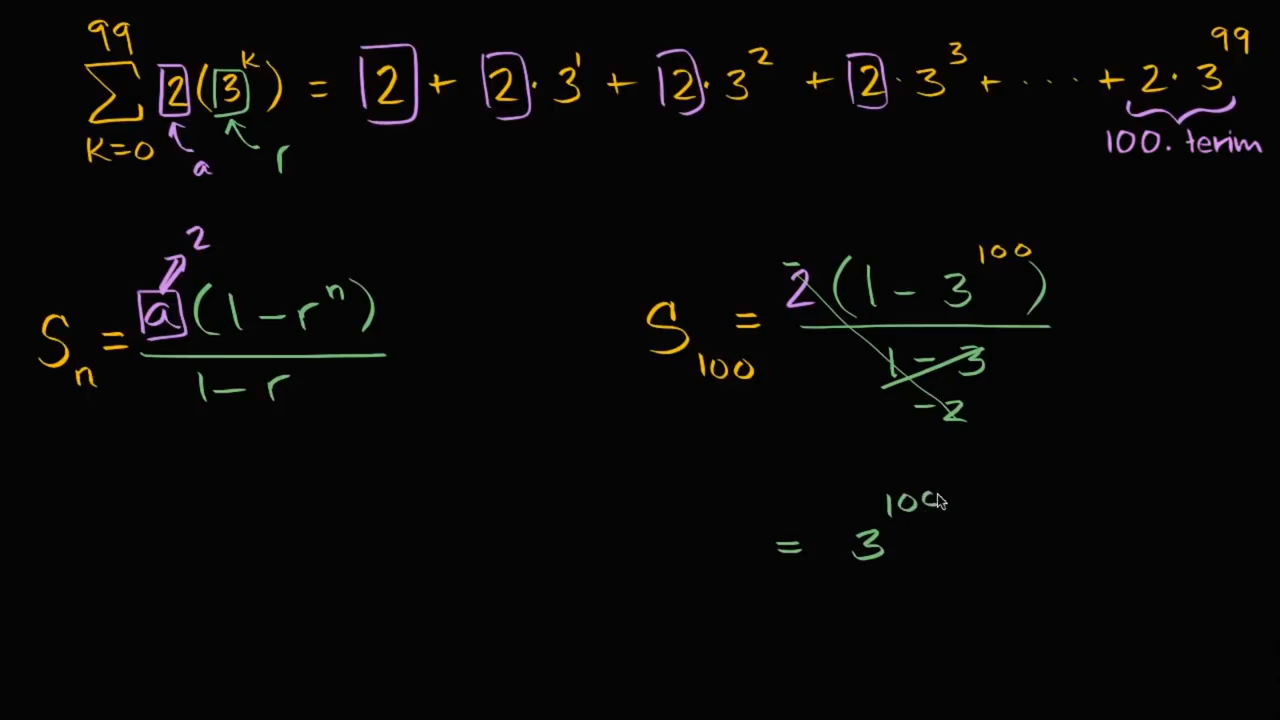 99
∑ 2(3^k) = 2 + 2·3^1 + 2·3^2 + 2·3^3 + ···· + 2·3^99
K=0
a r
100. terim
2
S_n = a(1-r^n) / 1-r
S_100 = -2(1-3^100) / 1-3
-2
= 3^100